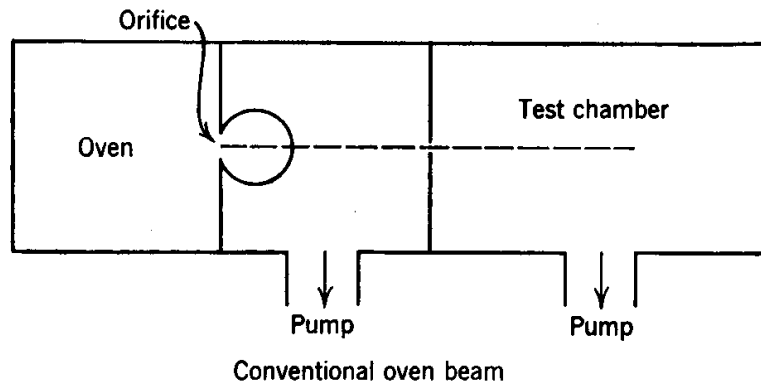 Orifice
Oven
Test chamber
Pump
Pump
Conventional oven beam